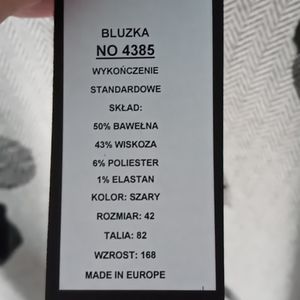 BLUZKA
NO 4385
WYKOŃCZENIE
STANDARDOWE
SKŁAD:
50% BAWEŁNA
43% WISKOZA
6% POLIESTER
1% ELASTAN
KOLOR: SZARY
ROZMIAR: 42
TALIA: 82
WZROST: 168
MADE IN EUROPE